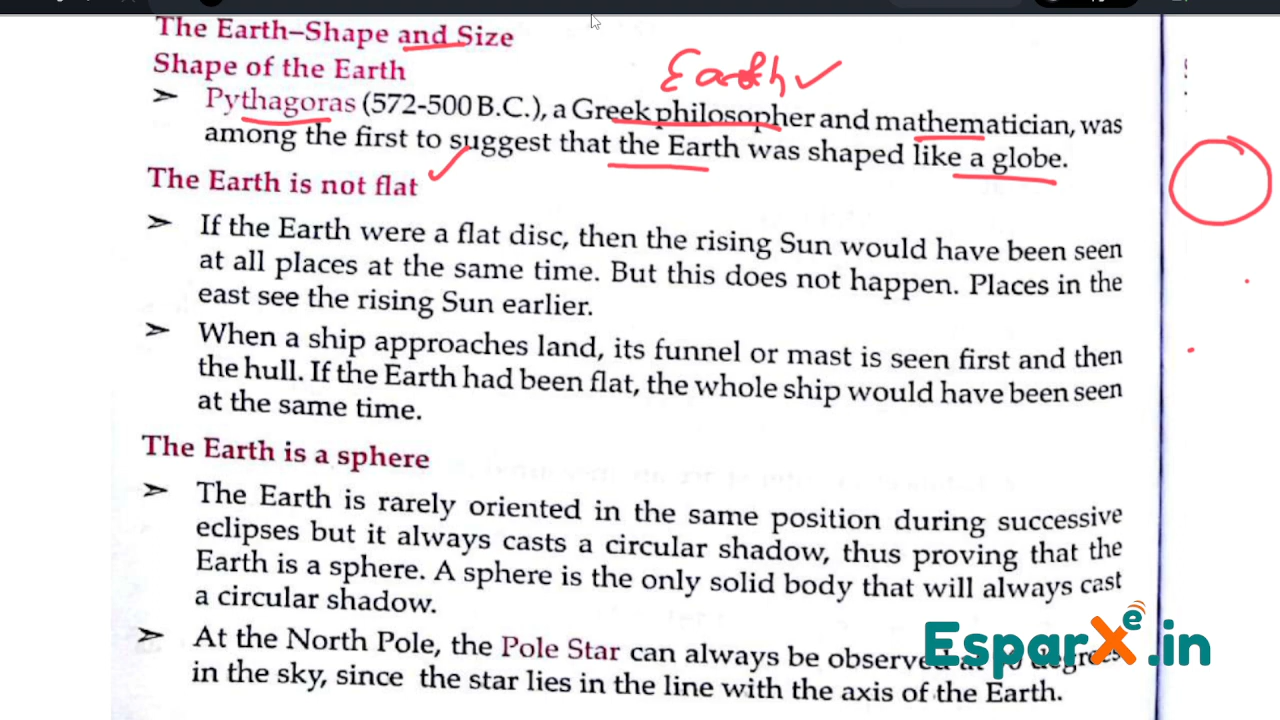 The Earth–Shape and Size
Shape of the Earth
Earth
➢ Pythagoras (572-500 B.C.), a Greek philosopher and mathematician, was
among the first to suggest that the Earth was shaped like a globe.
The Earth is not flat
➢ If the Earth were a flat disc, then the rising Sun would have been seen
at all places at the same time. But this does not happen. Places in the
east see the rising Sun earlier.
➢ When a ship approaches land, its funnel or mast is seen first and then
the hull. If the Earth had been flat, the whole ship would have been seen
at the same time.
The Earth is a sphere
➢ The Earth is rarely oriented in the same position during successive
eclipses but it always casts a circular shadow, thus proving that the
Earth is a sphere. A sphere is the only solid body that will always cast
a circular shadow.
➢ At the North Pole, the Pole Star can always be observed at degrees
in the sky, since the star lies in the line with the axis of the Earth.
EsparXe.in